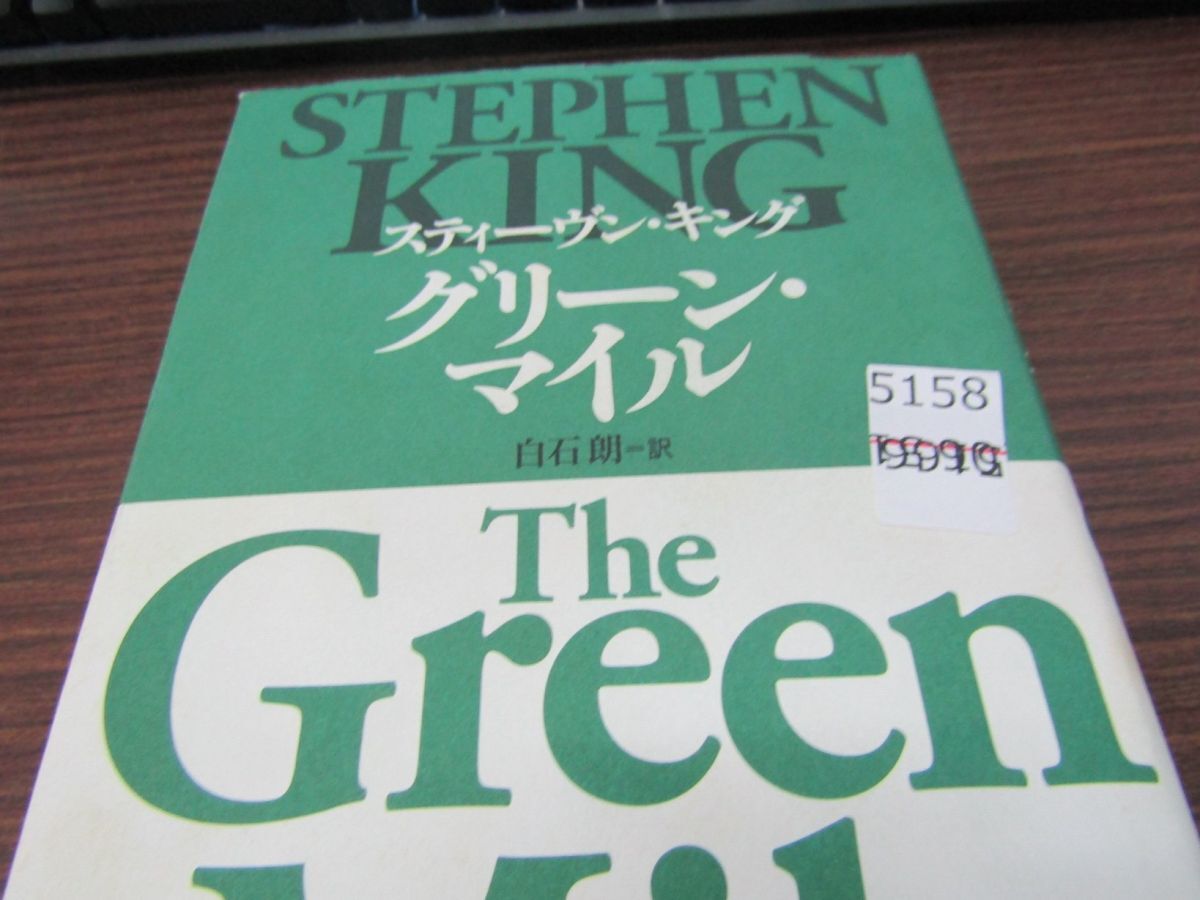 STEPHEN
KING
スティーヴン・キング
グリーン・
マイル
白石 朗=訳
5158
The
Green